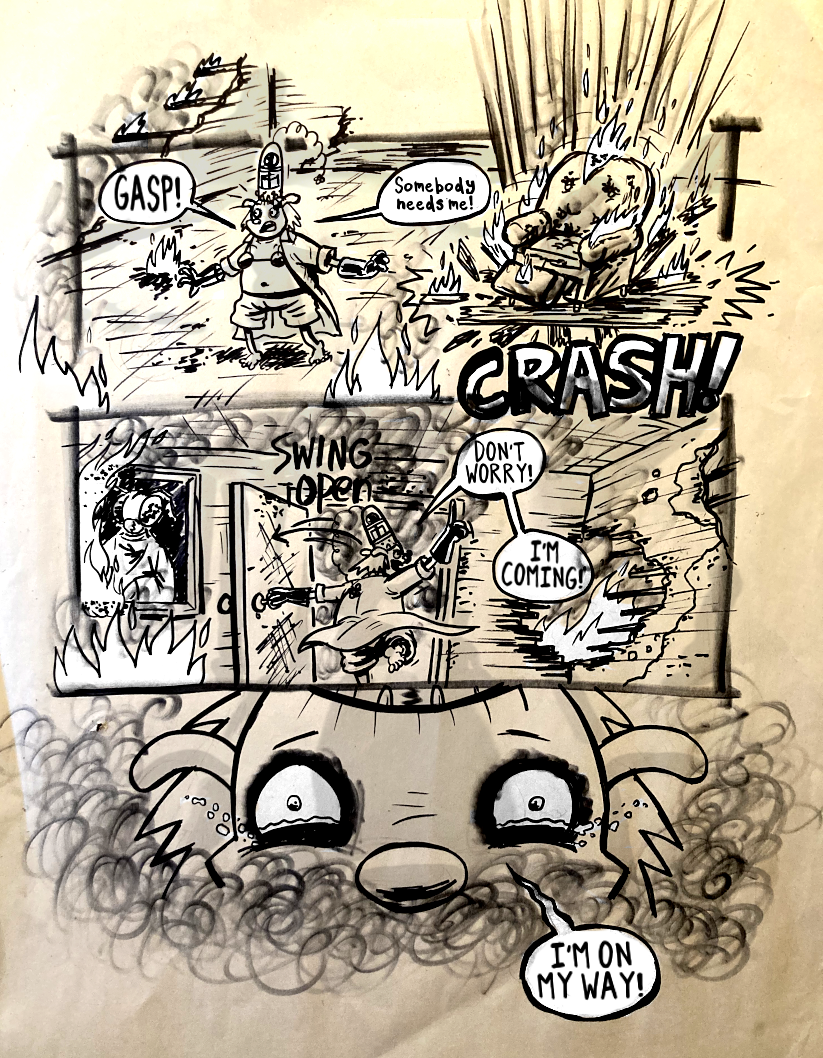 GASP!
Somebody
needs me!
CRASH!
SWING
open
DON'T
WORRY!
I'M
COMING!
I'M ON
MY WAY!